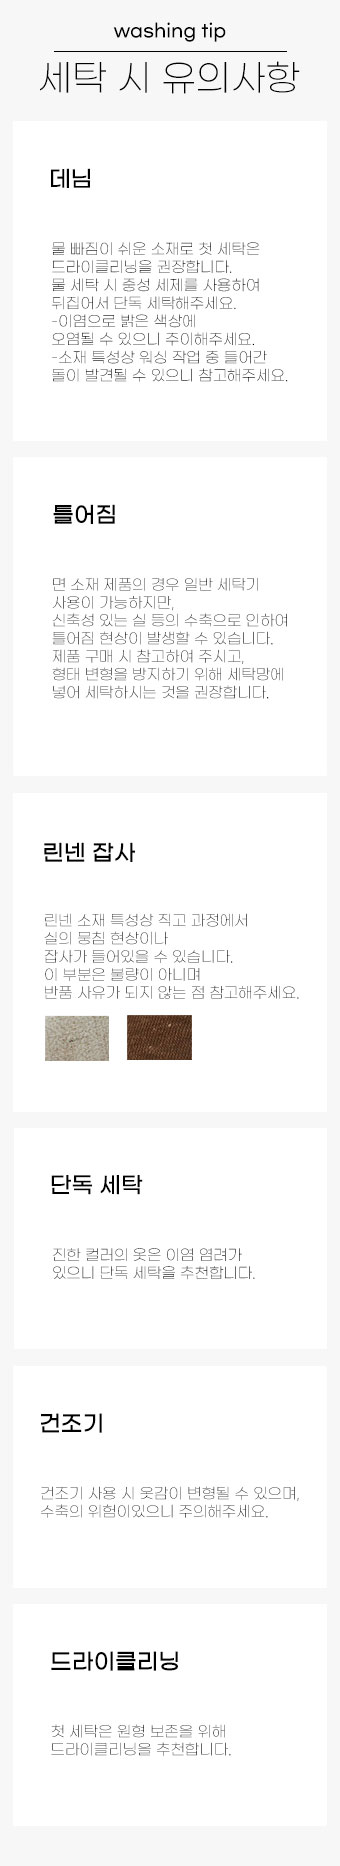 washing tip
세탁 시 유의사항
데님
물 빠짐이 쉬운 소재로 첫 세탁은
드라이클리닝을 권장합니다.
물 세탁 시 중성 세제를 사용하여
뒤집어서 단독 세탁해주세요.
-이염으로 밝은 색상에
오염될 수 있으니 주이해주세요.
-소재 특성상 워싱 작업 중 들어간
돌이 발견될 수 있으니 참고해주세요.
틀어짐
면 소재 제품의 경우 일반 세탁기
사용이 가능하지만,
신축성 있는 실 등의 수축으로 인하여
틀어짐 현상이 발생할 수 있습니다.
제품 구매 시 참고하여 주시고,
형태 변형을 방지하기 위해 세탁망에
넣어 세탁하시는 것을 권장합니다.
린넨 잡사
린넨 소재 특성상 직고 과정에서
실의 뭉침 현상이나
잡사가 들어있을 수 있습니다.
이 부분은 불량이 아니며
반품 사유가 되지 않는 점 참고해주세요.
단독 세탁
진한 컬러의 옷은 이염 염려가
있으니 단독 세탁을 추천합니다.
건조기
건조기 사용 시 옷감이 변형될 수 있으며,
수축의 위험이있으니 주의해주세요.
드라이클리닝
첫 세탁은 원형 보존을 위해
드라이클리닝을 추천합니다.